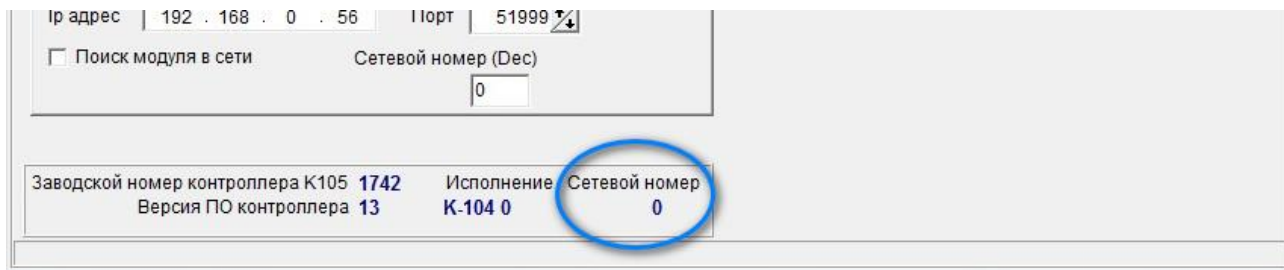 Ip адрес 192 . 168 . 0 . 56 Порт 51999
Поиск модуля в сети Сетевой номер (Dec)
0
Заводской номер контроллера K105 1742 Исполнение Сетевой номер
Версия ПО контроллера 13 K-104 0 0